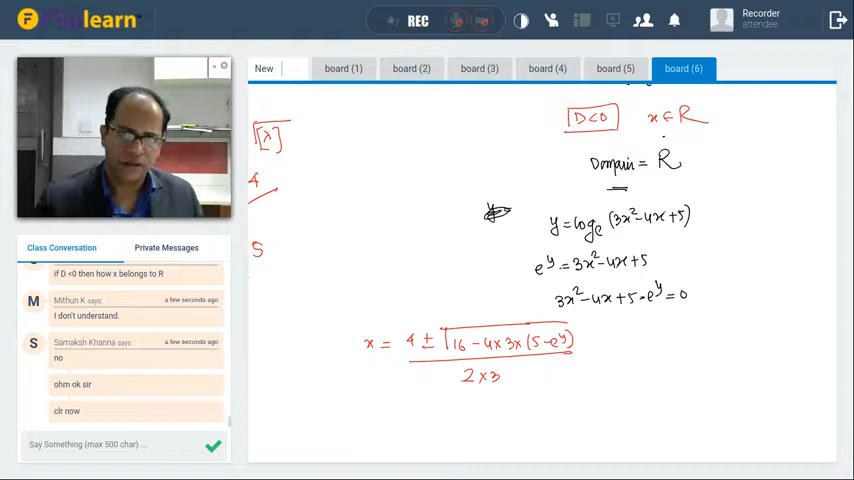 F Fliplearn
REC
Recorder
attendee
New
board (1)
board (2)
board (3)
board (4)
board (5)
board (6)
Class Conversation
Private Messages
if D <0 then how x belongs to R
M
Mithun K says:
a few seconds ago
I don't understand.
S
Samaksh Khanna says:
a few seconds ago
no
ohm ok sir
clr now
Say Something (max 500 char) ...
[λ]
4
5
D<0 x∈R
Domain = R
y = log_e (3x²-4x+5)
e^y = 3x²-4x+5
3x²-4x+5-e^y=0
x = 4 ± √16-4×3×(5-e^y)
2×3